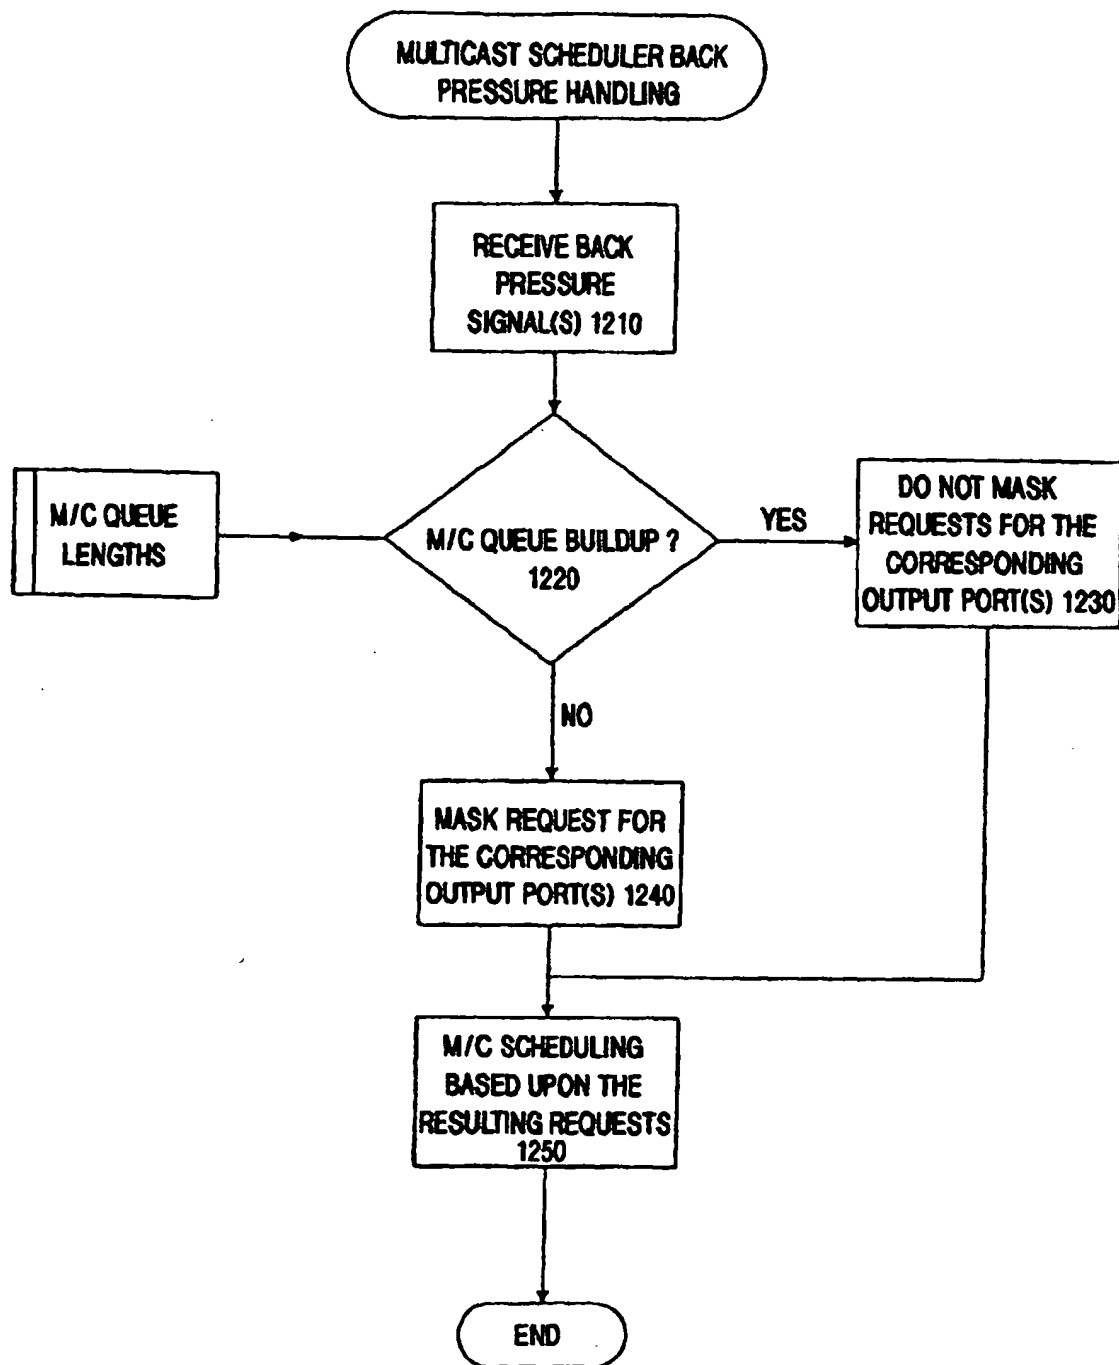 MULTICAST SCHEDULER BACK
PRESSURE HANDLING
RECEIVE BACK
PRESSURE
SIGNAL(S) 1210
M/C QUEUE
LENGTHS
M/C QUEUE BUILDUP ?
1220
YES
DO NOT MASK
REQUESTS FOR THE
CORRESPONDING
OUTPUT PORT(S) 1230
NO
MASK REQUEST FOR
THE CORRESPONDING
OUTPUT PORT(S) 1240
M/C SCHEDULING
BASED UPON THE
RESULTING REQUESTS
1250
END